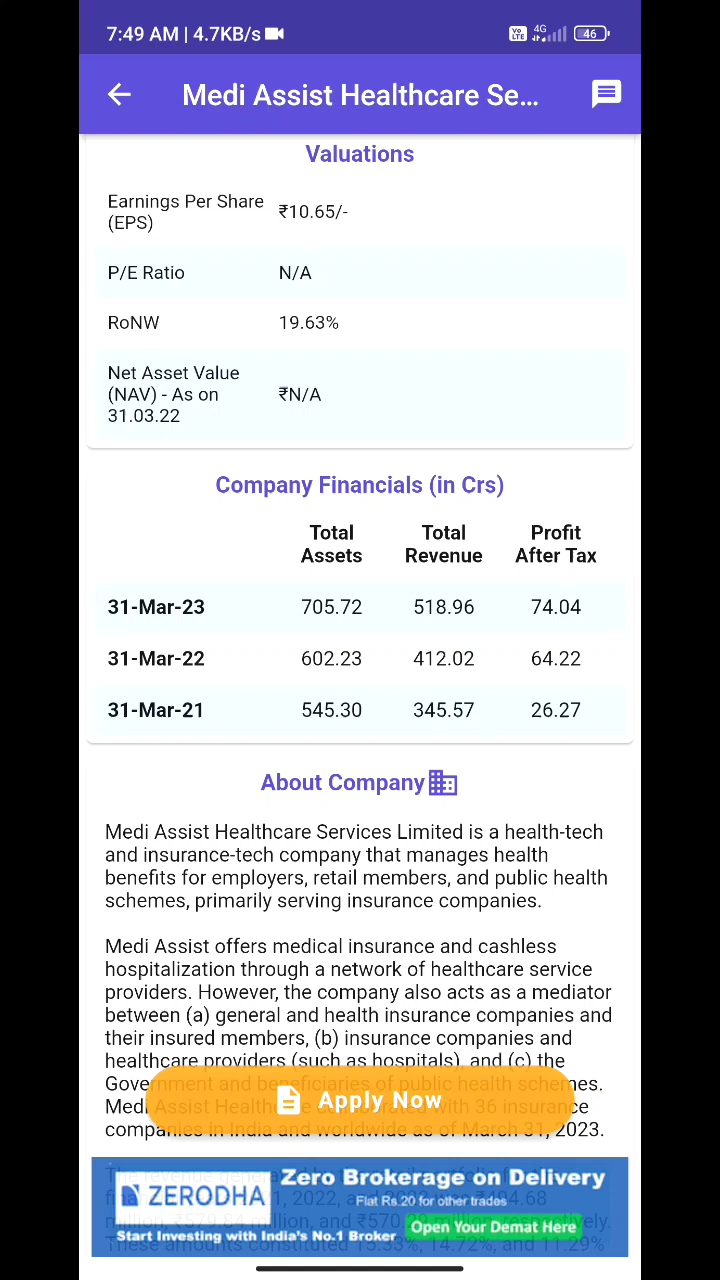 7:49 AM | 4.7KB/s
Vo LTE 4G 46
Medi Assist Healthcare Se...
Valuations
Earnings Per Share (EPS) ₹10.65/-
P/E Ratio N/A
RoNW 19.63%
Net Asset Value (NAV) - As on 31.03.22 ₹N/A
Company Financials (in Crs)
Total Assets Total Revenue Profit After Tax
31-Mar-23 705.72 518.96 74.04
31-Mar-22 602.23 412.02 64.22
31-Mar-21 545.30 345.57 26.27
About Company
Medi Assist Healthcare Services Limited is a health-tech
and insurance-tech company that manages health
benefits for employers, retail members, and public health
schemes, primarily serving insurance companies.
Medi Assist offers medical insurance and cashless
hospitalization through a network of healthcare service
providers. However, the company also acts as a mediator
between (a) general and health insurance companies and
their insured members, (b) insurance companies and
healthcare providers (such as hospitals), and (c) the
Government and beneficiaries of public health schemes.
Medi Assist with 36 insurance
companies in India and worldwide as of March 31, 2023.
Apply Now
ZERODHA
Zero Brokerage on Delivery
Flat Rs.20 for other trades
Open Your Demat Here
Start Investing with India's No.1 Broker